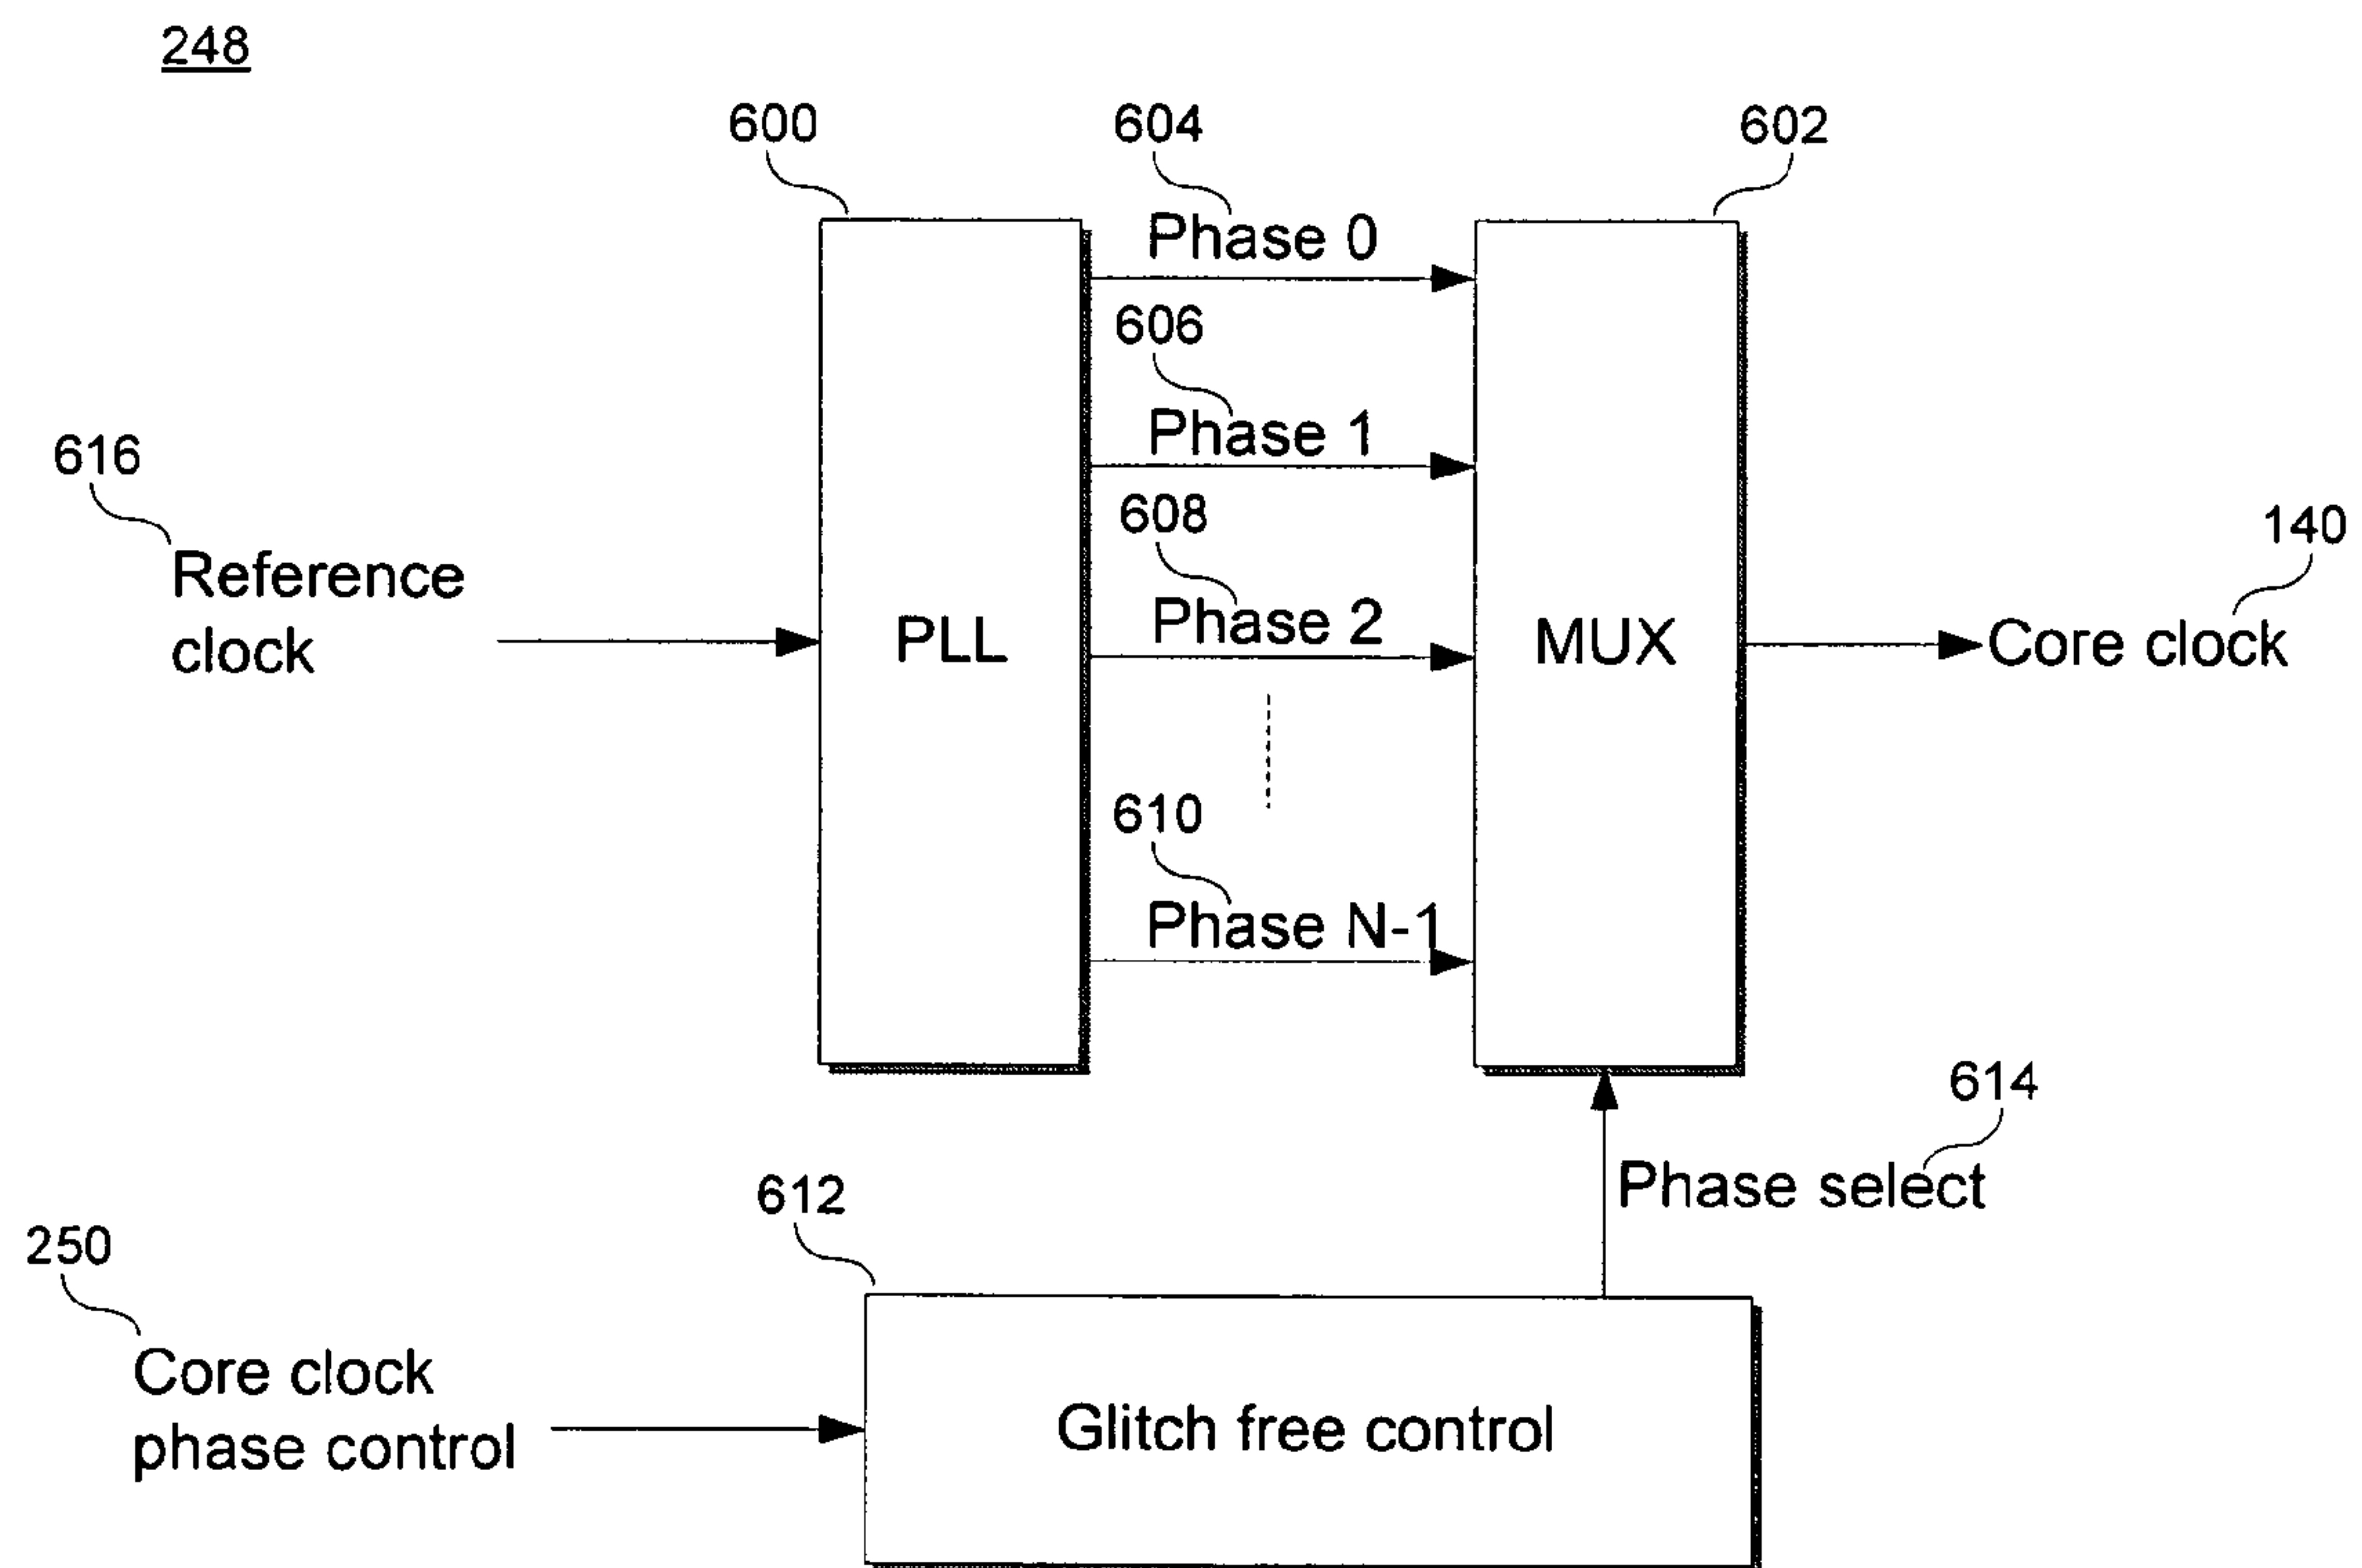 248
600
604
602
Phase 0
606
Phase 1
616
Reference
clock
608
Phase 2
PLL
MUX
140
Core clock
610
Phase N-1
614
Phase select
612
250
Core clock
phase control
Glitch free control